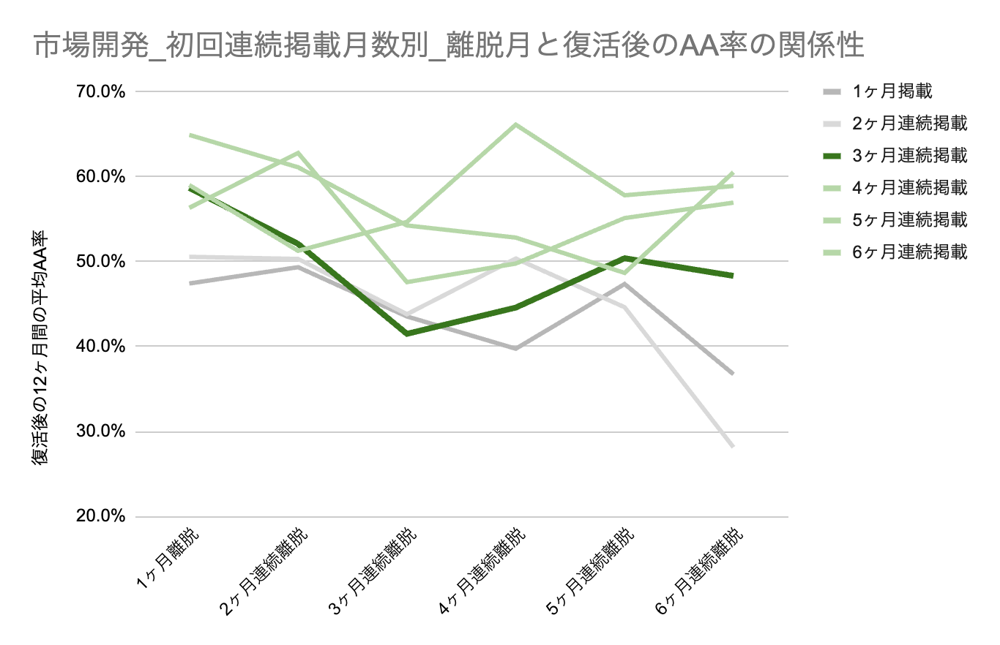 市場開発_初回連続掲載月数別_離脱月と復活後のAA率の関係性
復活後の12ヶ月間の平均AA率
70.0%
60.0%
50.0%
40.0%
30.0%
20.0%
1ヶ月離脱
2ヶ月連続離脱
3ヶ月連続離脱
4ヶ月連続離脱
5ヶ月連続離脱
6ヶ月連続離脱
1ヶ月掲載
2ヶ月連続掲載
3ヶ月連続掲載
4ヶ月連続掲載
5ヶ月連続掲載
6ヶ月連続掲載